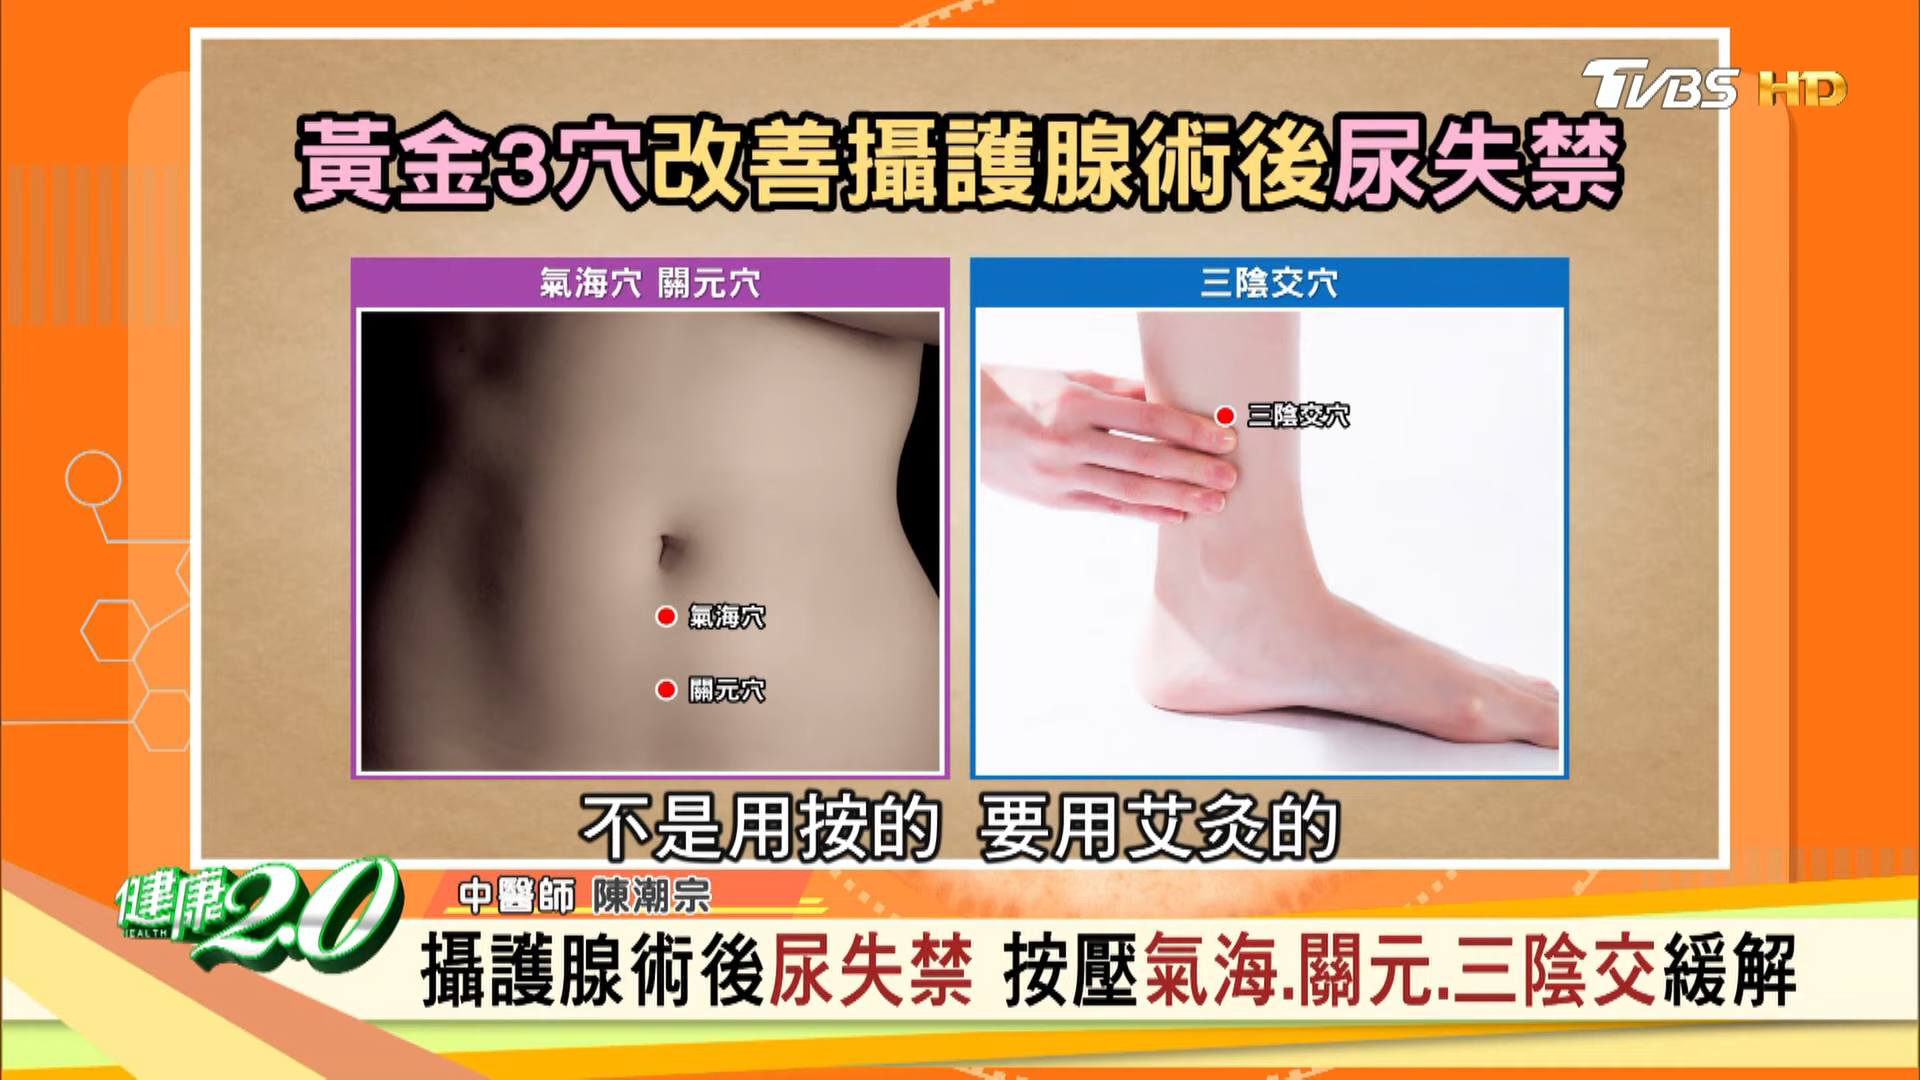 TVBS HD
黃金3穴改善攝護腺術後尿失禁
氣海穴 關元穴
三陰交穴
三陰交穴
氣海穴
關元穴
不是用按的 要用艾灸的
健康2.0
HEALTH
中醫師 陳潮宗
攝護腺術後尿失禁 按壓氣海.關元.三陰交緩解